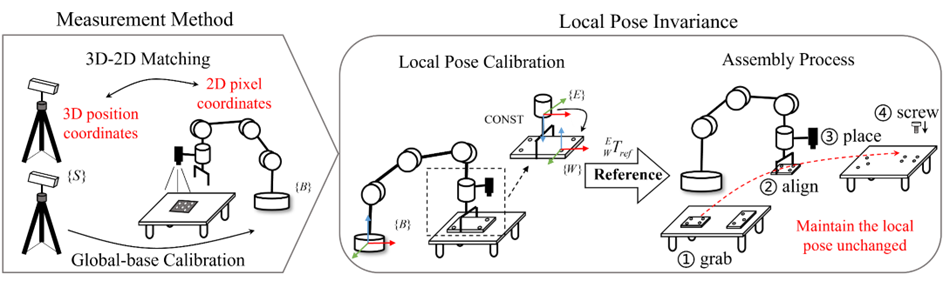 Measurement Method
3D-2D Matching
3D position
coordinates
2D pixel
coordinates
{S}
{B}
Global-base Calibration
Local Pose Invariance
Local Pose Calibration
{E}
CONST
{W}
{B}
E W T ref
Reference
Assembly Process
④ screw
③ place
② align
① grab
Maintain the local
pose unchanged